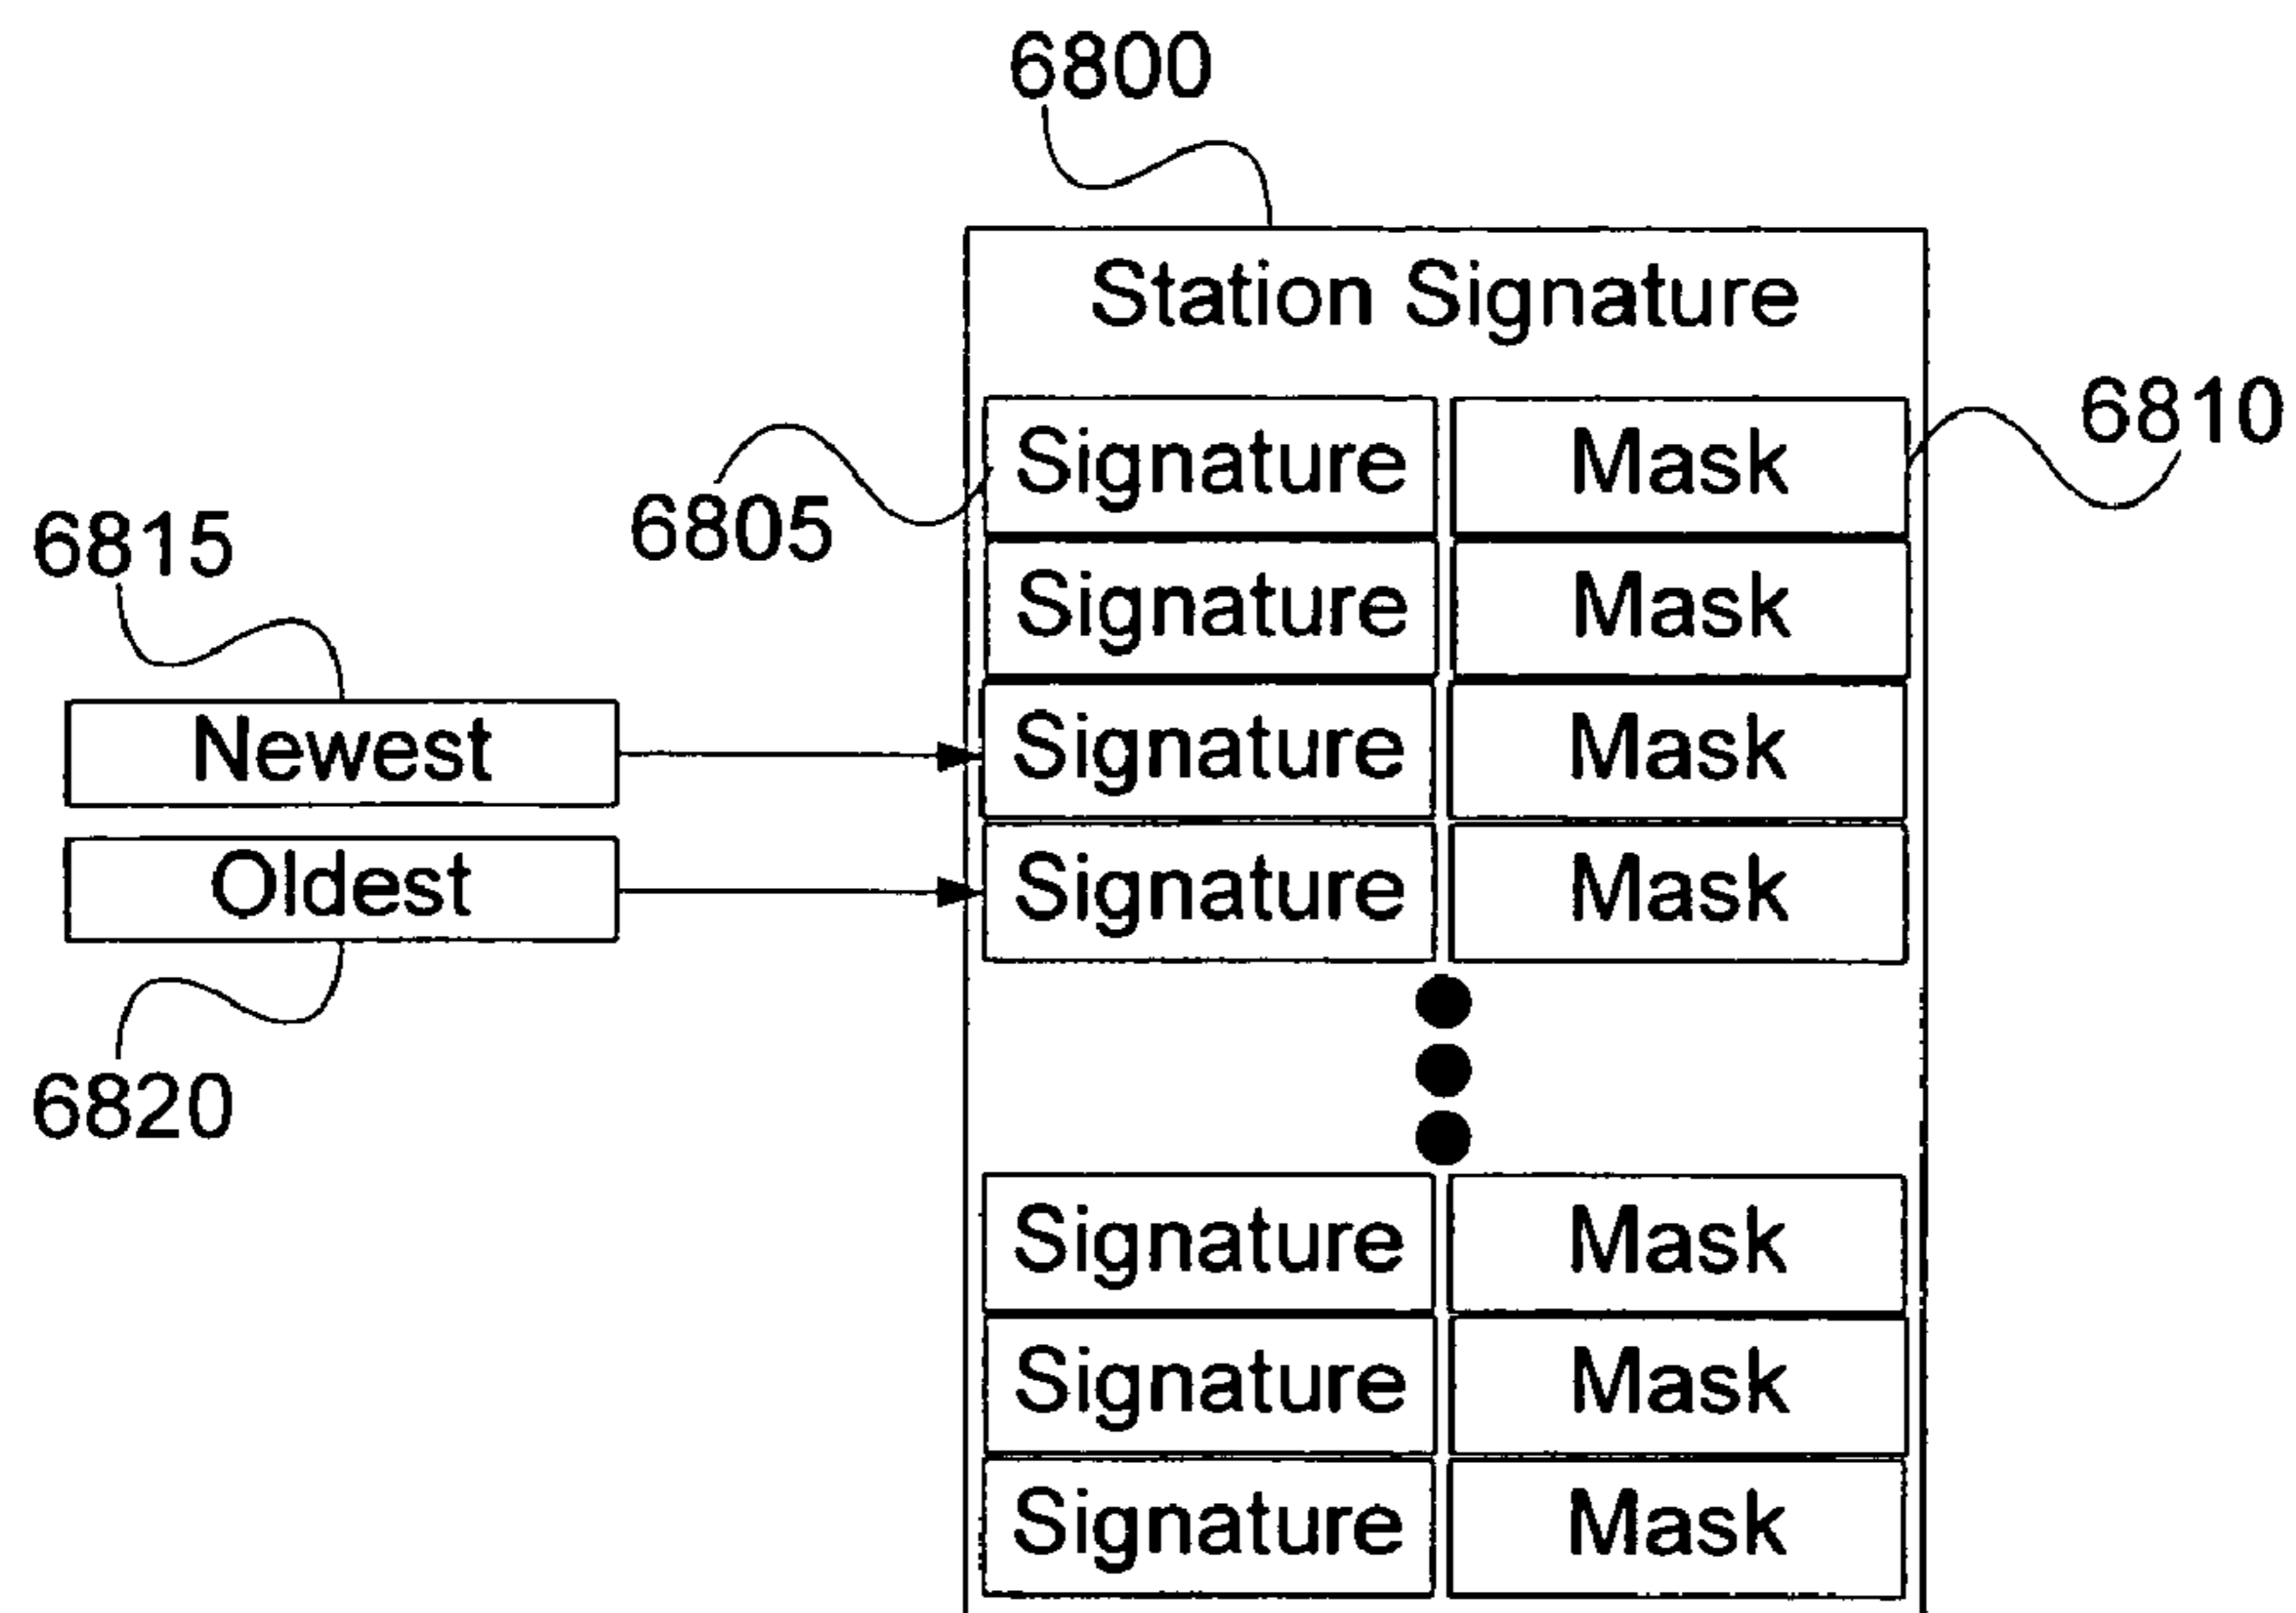 6800
Station Signature
Signature Mask
6810
6805
6815
Signature Mask
Newest
Signature Mask
Oldest
Signature Mask
6820
Signature Mask
Signature Mask
Signature Mask